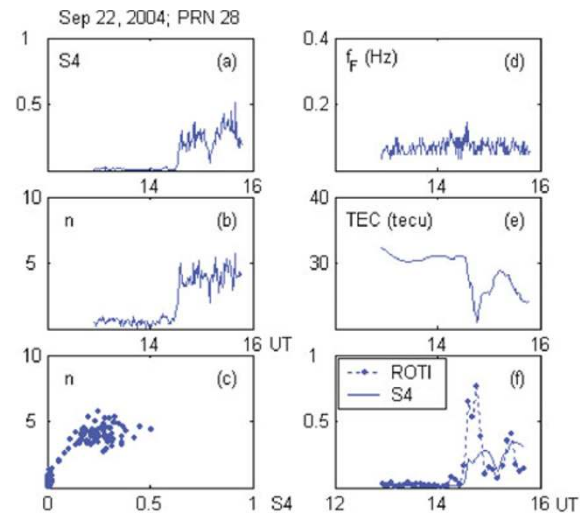 Sep 22, 2004; PRN 28
1
S4
(a)
0.5
14
16
0.4
f_F (Hz)
(d)
0.2
14
16
10
n
(b)
5
14
16 UT
40
TEC (tecu)
(e)
30
14
16
10
n
(c)
5
0
0
0.5
1
S4
1
ROTI
S4
(f)
0.5
0
12
14
16
UT